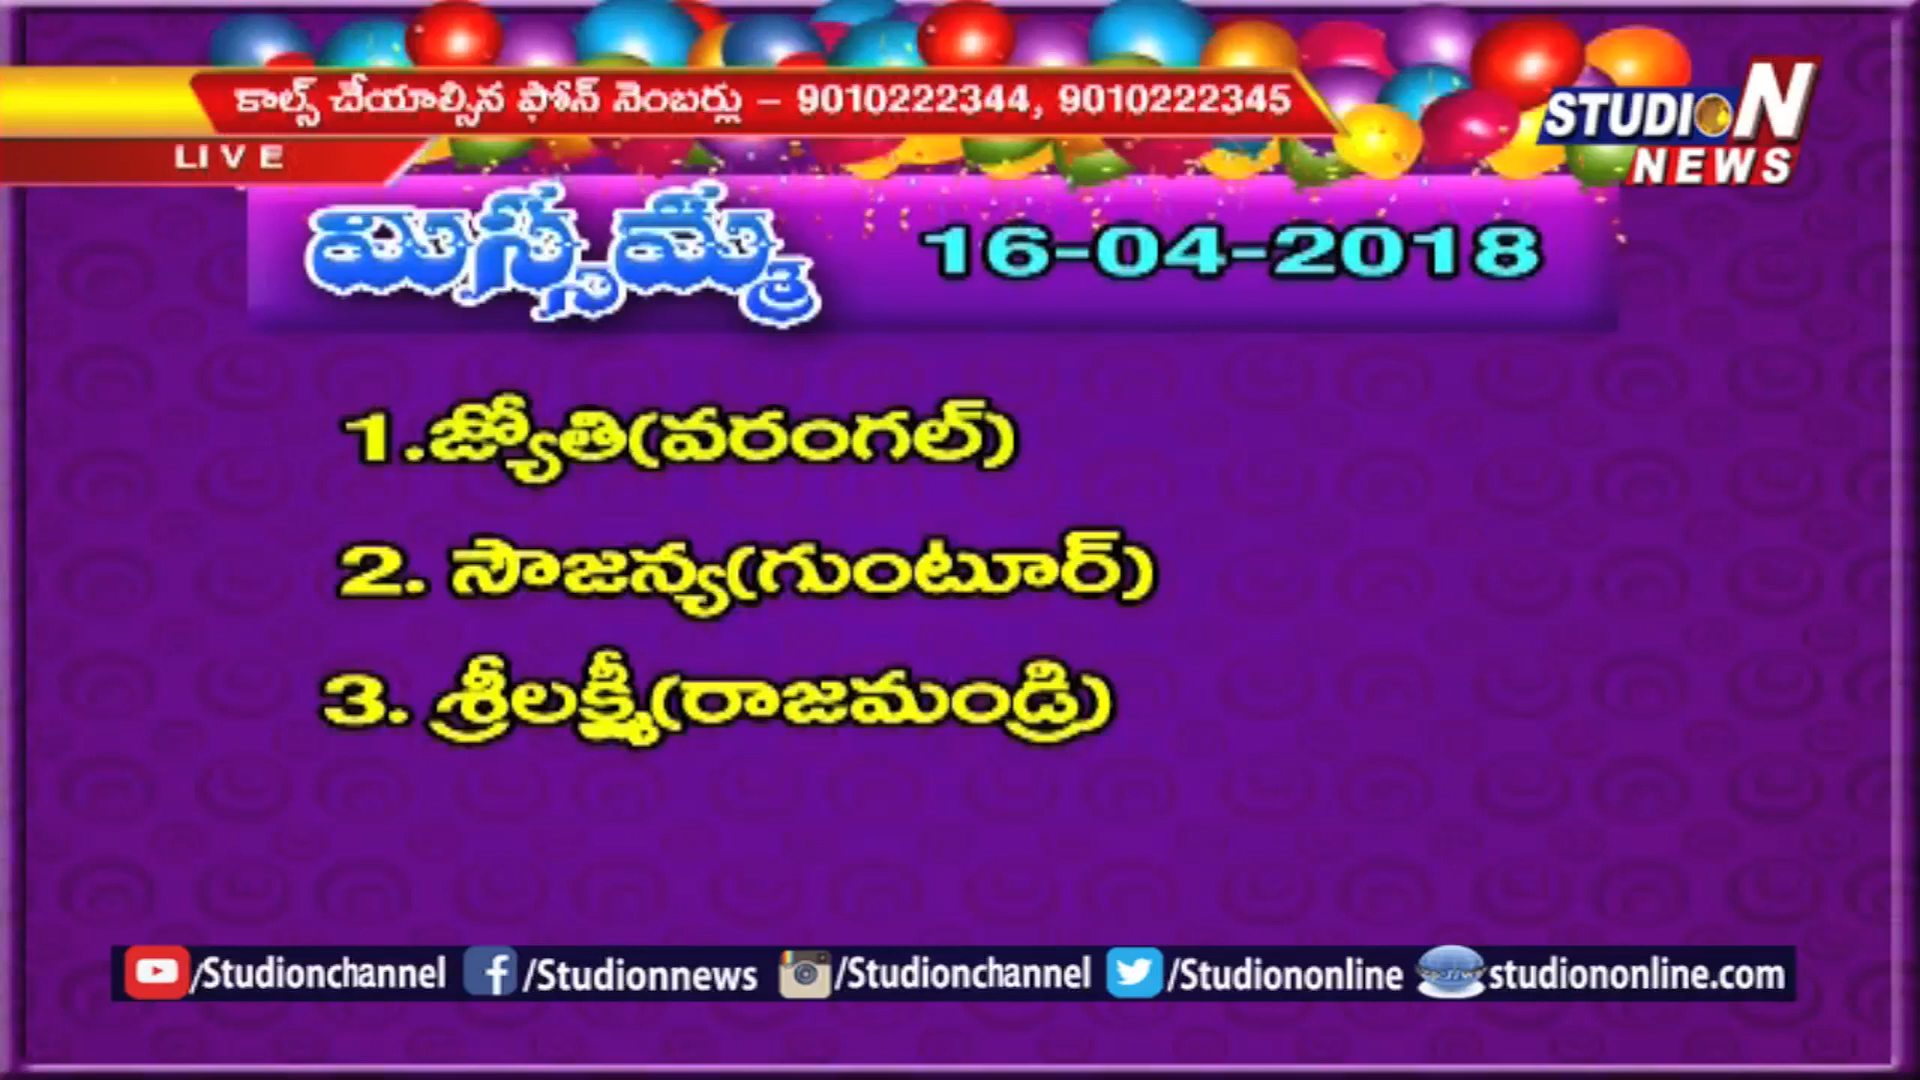 కాల్స్ చేయాల్సిన ఫోన్ నెంబర్లు – 9010222344, 9010222345
STUDIO N
NEWS
LIVE
మిస్సమ్మ 16-04-2018
1.జ్యోతి(వరంగల్)
2. సౌజన్య(గుంటూర్)
3. శ్రీలక్ష్మీ(రాజమండ్రి)
/Studionchannel /Studionnews /Studionchannel /Studiononline studiononline.com